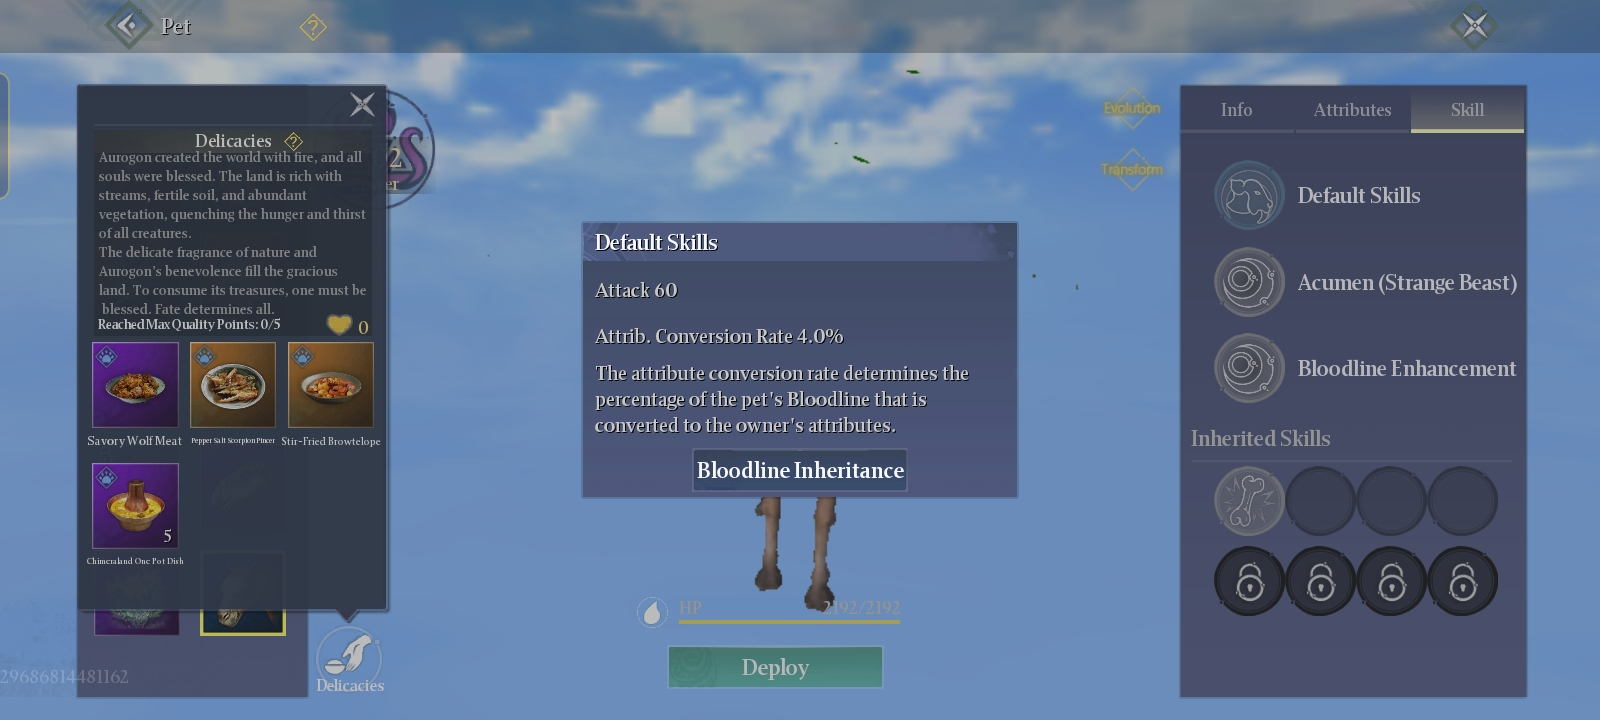 Pet
?
Delicacies ?
Aurogon created the world with fire, and all
souls were blessed. The land is rich with
streams, fertile soil, and abundant
vegetation, quenching the hunger and thirst
of all creatures.
The delicate fragrance of nature and
Aurogon's benevolence fill the gracious
land. To consume its treasures, one must be
blessed. Fate determines all.
Reached Max Quality Points: 0/5
0
Savory Wolf Meat
Pepper Salt Scorpion Pincer
Stir-Fried Browtelope
5
Chimeraland One Pot Dish
29686814481162
Delicacies
2
er
Default Skills
Attack 60
Attrib. Conversion Rate 4.0%
The attribute conversion rate determines the
percentage of the pet's Bloodline that is
converted to the owner's attributes.
Bloodline Inheritance
HP 2192/2192
Deploy
Evolution
Transform
Info Attributes Skill
Default Skills
Acumen (Strange Beast)
Bloodline Enhancement
Inherited Skills